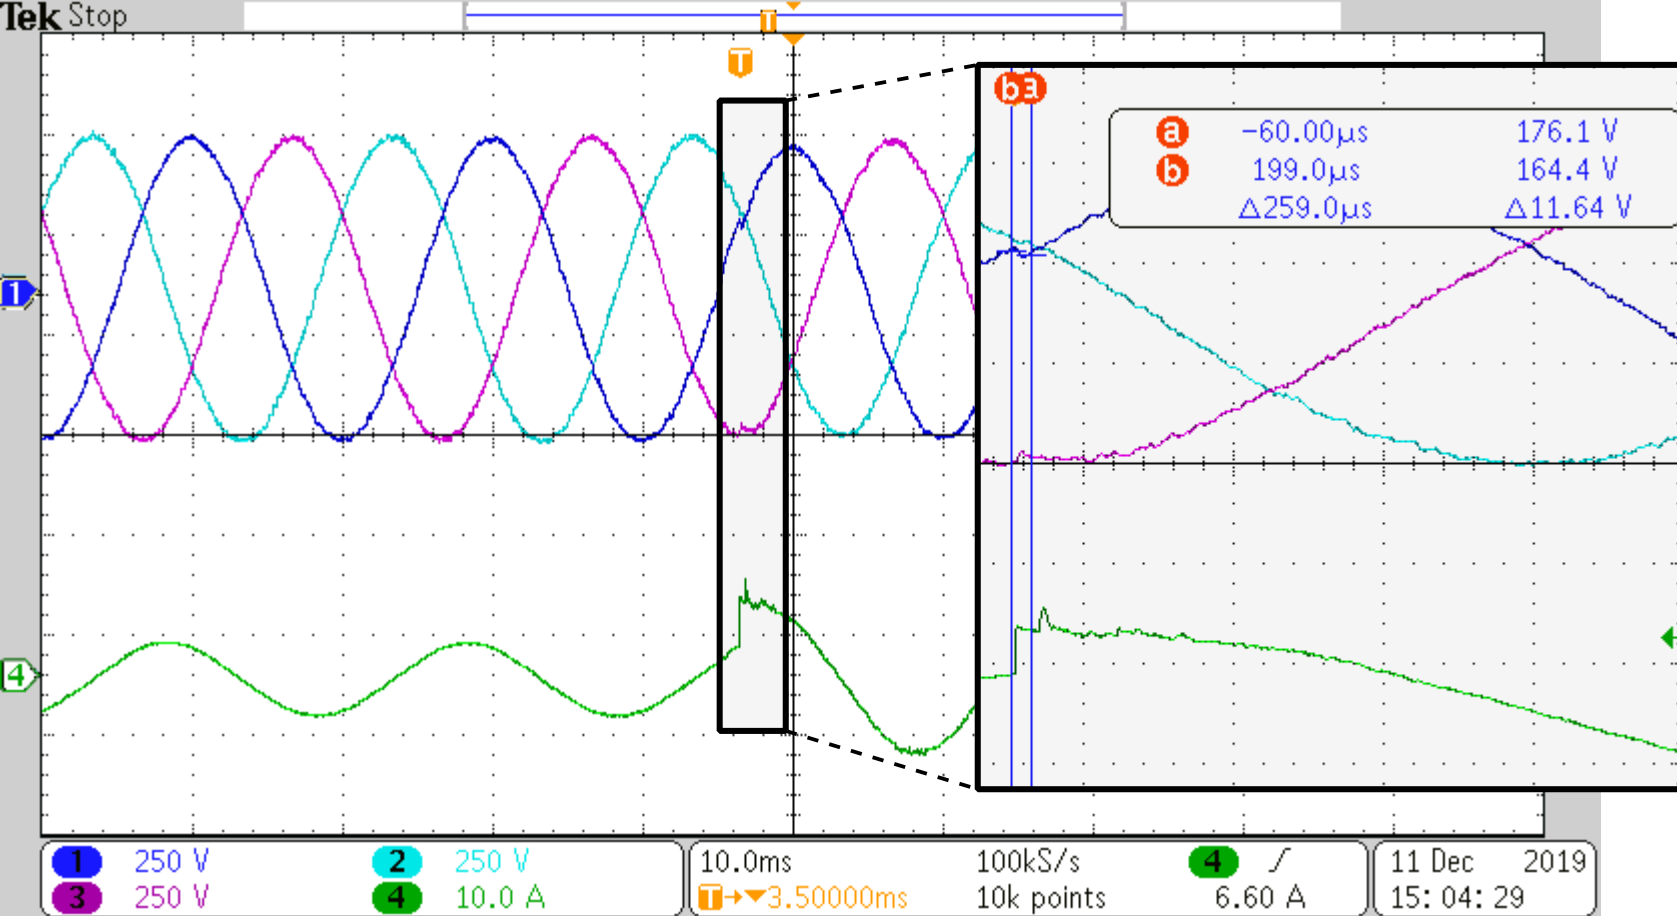 Tek Stop
T
T
b a
a -60.00µs 176.1 V
b 199.0µs 164.4 V
Δ259.0µs Δ11.64 V
1
4
1 250 V 2 250 V
3 250 V 4 10.0 A
10.0ms 100kS/s 4
T→▼3.50000ms 10k points 6.60 A
11 Dec 2019
15:04:29